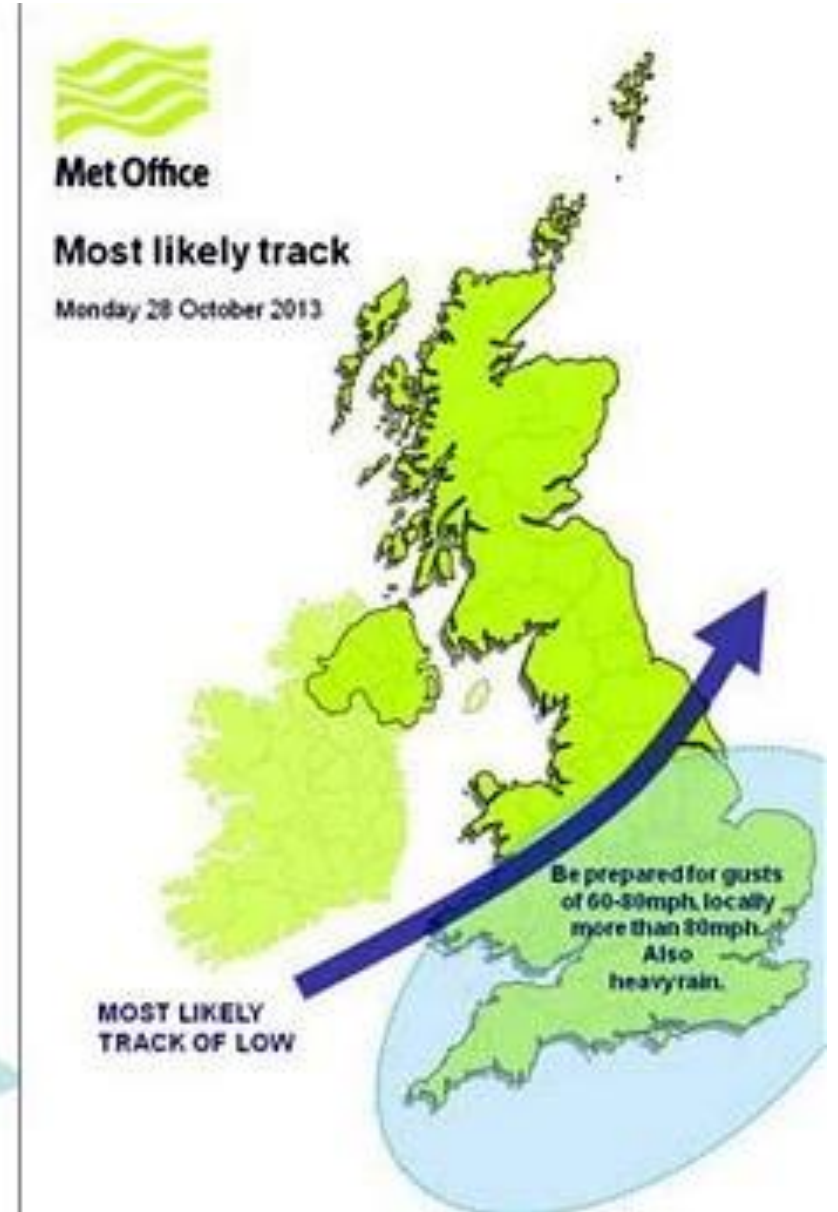 Met Office
Most likely track
Monday 28 October 2013
Be prepared for gusts
of 60-80mph, locally
more than 80mph.
Also
heavy rain.
MOST LIKELY
TRACK OF LOW